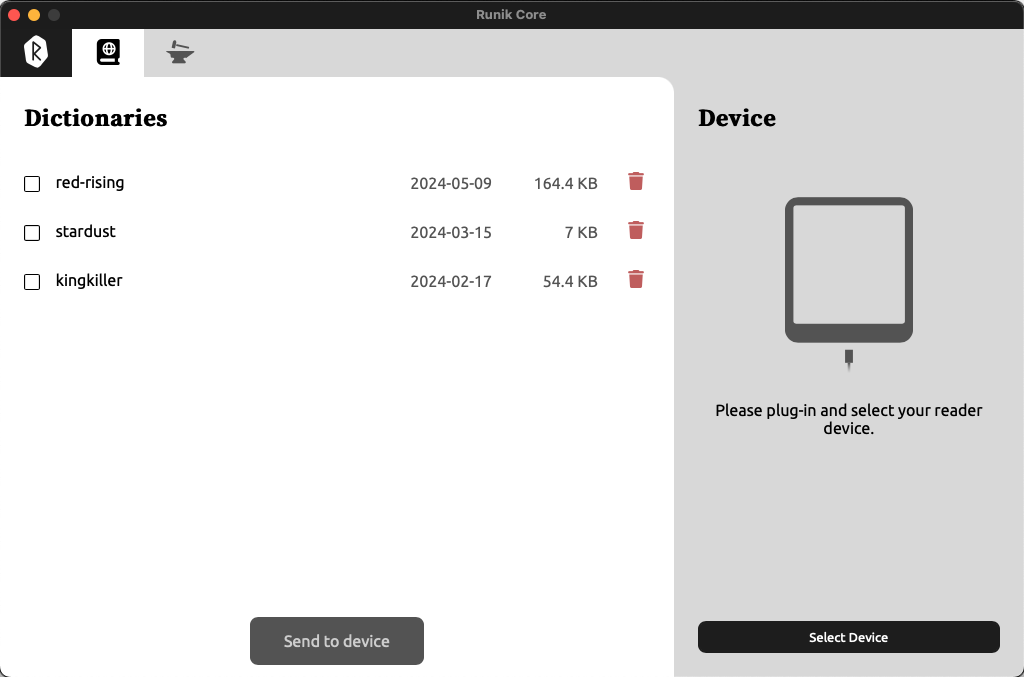 Runik Core
Dictionaries
red-rising 2024-05-09 164.4 KB
stardust 2024-03-15 7 KB
kingkiller 2024-02-17 54.4 KB
Send to device
Device
Please plug-in and select your reader
device.
Select Device